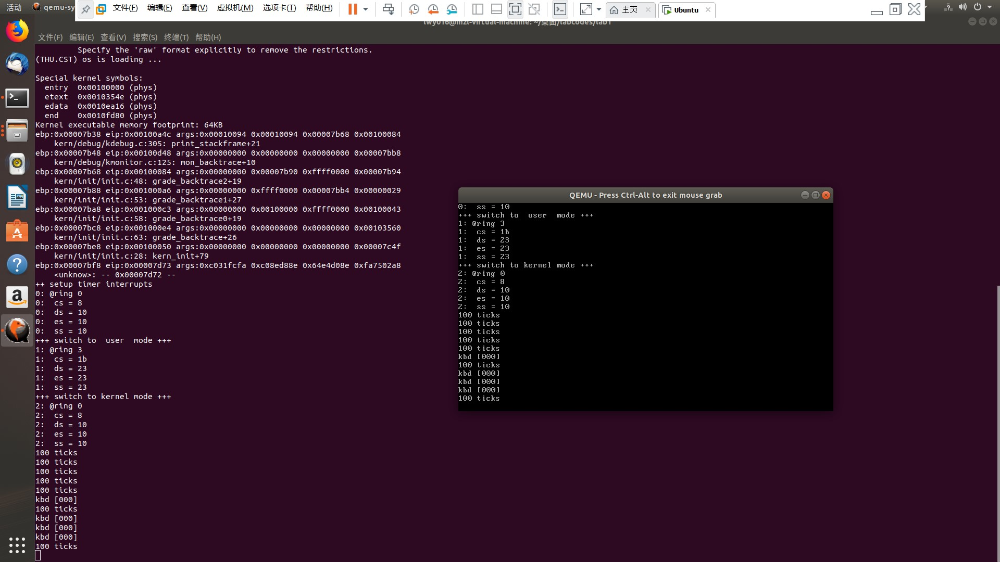 活动
qemu-sy
文件(F) 编辑(E) 查看(V) 虚拟机(M) 选项卡(T) 帮助(H)
主页
Ubuntu
lwy016@mzl-virtual-machine: ~/桌面/labcodes/lab1
文件(F) 编辑(E) 查看(V) 搜索(S) 终端(T) 帮助(H)
Specify the 'raw' format explicitly to remove the restrictions.
(THU.CST) os is loading ...
Special kernel symbols:
entry 0x00100000 (phys)
etext 0x0010354e (phys)
edata 0x0010ea16 (phys)
end 0x0010fd80 (phys)
Kernel executable memory footprint: 64KB
ebp:0x00007b38 eip:0x00100a4c args:0x00010094 0x00010094 0x00007b68 0x00100084
kern/debug/kdebug.c:305: print_stackframe+21
ebp:0x00007b48 eip:0x00100d48 args:0x00000000 0x00000000 0x00000000 0x00007bb8
kern/debug/kmonitor.c:125: mon_backtrace+10
ebp:0x00007b68 eip:0x00100084 args:0x00000000 0x00007b90 0xffff0000 0x00007b94
kern/init/init.c:48: grade_backtrace2+19
ebp:0x00007b88 eip:0x001000a6 args:0x00000000 0xffff0000 0x00007bb4 0x00000029
kern/init/init.c:53: grade_backtrace1+27
ebp:0x00007ba8 eip:0x001000c3 args:0x00000000 0x00100000 0xffff0000 0x00100043
kern/init/init.c:58: grade_backtrace0+19
ebp:0x00007bc8 eip:0x001000e4 args:0x00000000 0x00000000 0x00000000 0x00103560
kern/init/init.c:63: grade_backtrace+26
ebp:0x00007be8 eip:0x00100050 args:0x00000000 0x00000000 0x00000000 0x00007c4f
kern/init/init.c:28: kern_init+79
ebp:0x00007bf8 eip:0x00007d73 args:0xc031fcfa 0xc08ed88e 0x64e4d08e 0xfa7502a8
<unknow>: -- 0x00007d72 --
++ setup timer interrupts
0: @ring 0
0: cs = 8
0: ds = 10
0: es = 10
0: ss = 10
+++ switch to user mode +++
1: @ring 3
1: cs = 1b
1: ds = 23
1: es = 23
1: ss = 23
+++ switch to kernel mode +++
2: @ring 0
2: cs = 8
2: ds = 10
2: es = 10
2: ss = 10
100 ticks
100 ticks
100 ticks
100 ticks
100 ticks
kbd [000]
100 ticks
kbd [000]
kbd [000]
kbd [000]
100 ticks
QEMU - Press Ctrl-Alt to exit mouse grab
0: ss = 10
+++ switch to user mode +++
1: @ring 3
1: cs = 1b
1: ds = 23
1: es = 23
1: ss = 23
+++ switch to kernel mode +++
2: @ring 0
2: cs = 8
2: ds = 10
2: es = 10
2: ss = 10
100 ticks
100 ticks
100 ticks
100 ticks
100 ticks
kbd [000]
100 ticks
kbd [000]
kbd [000]
kbd [000]
100 ticks